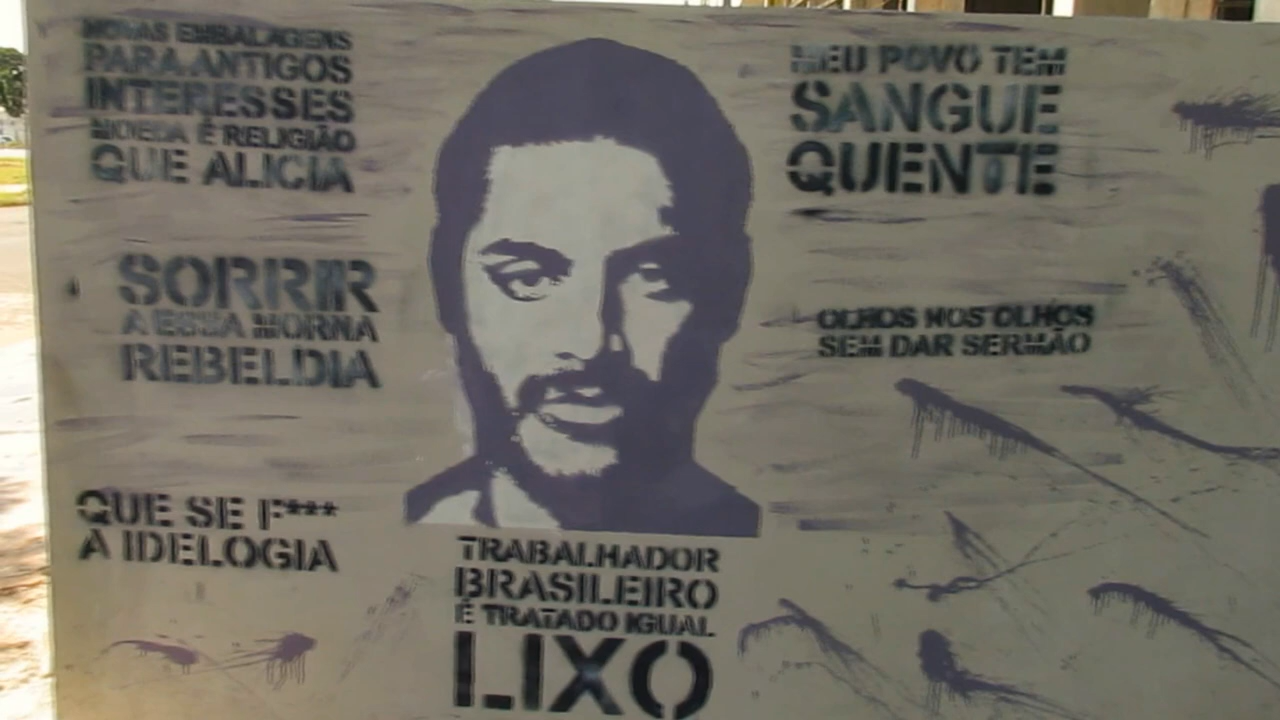 NOVAS EMBALAGENS
PARA ANTIGOS
INTERESSES
MOEDA É RELIGIÃO
QUE ALICIA
SORRIR
A ESSA MORNA
REBELDIA
QUE SE F***
A IDELOGIA
TRABALHADOR
BRASILEIRO
É TRATADO IGUAL
LIXO
MEU POVO TEM
SANGUE
QUENTE
OLHOS NOS OLHOS
SEM DAR SERMÃO